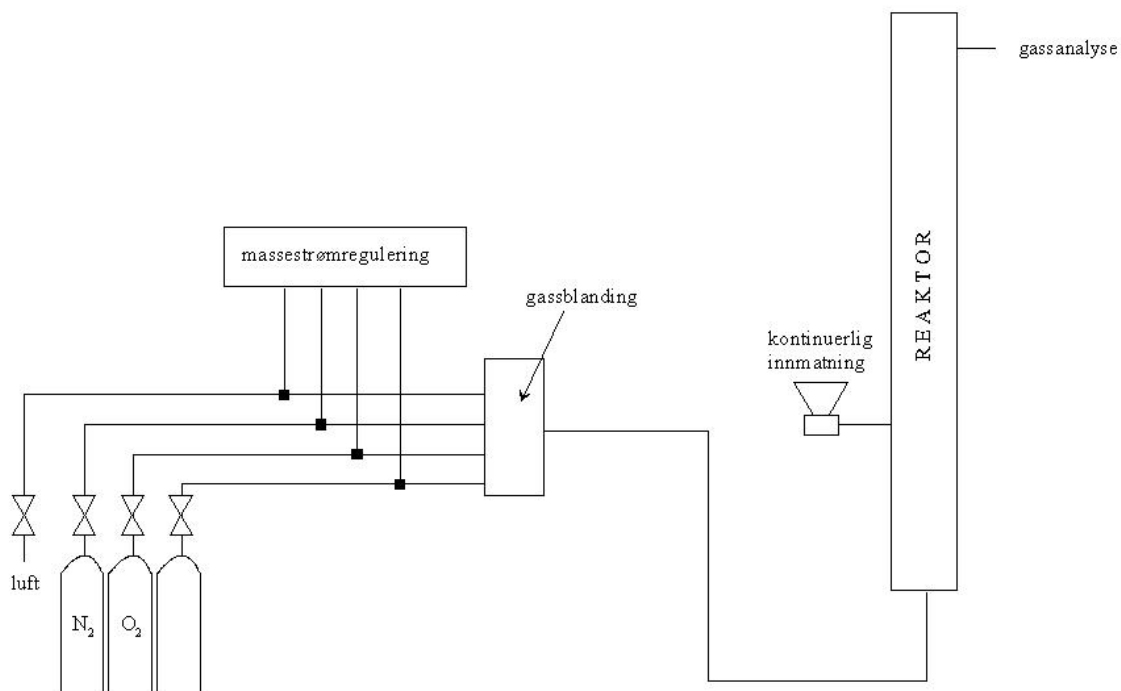 gassanalyse
REAKTOR
massestrømregulering
gassblanding
kontinuerlig
innmatning
luft
N₂
O₂